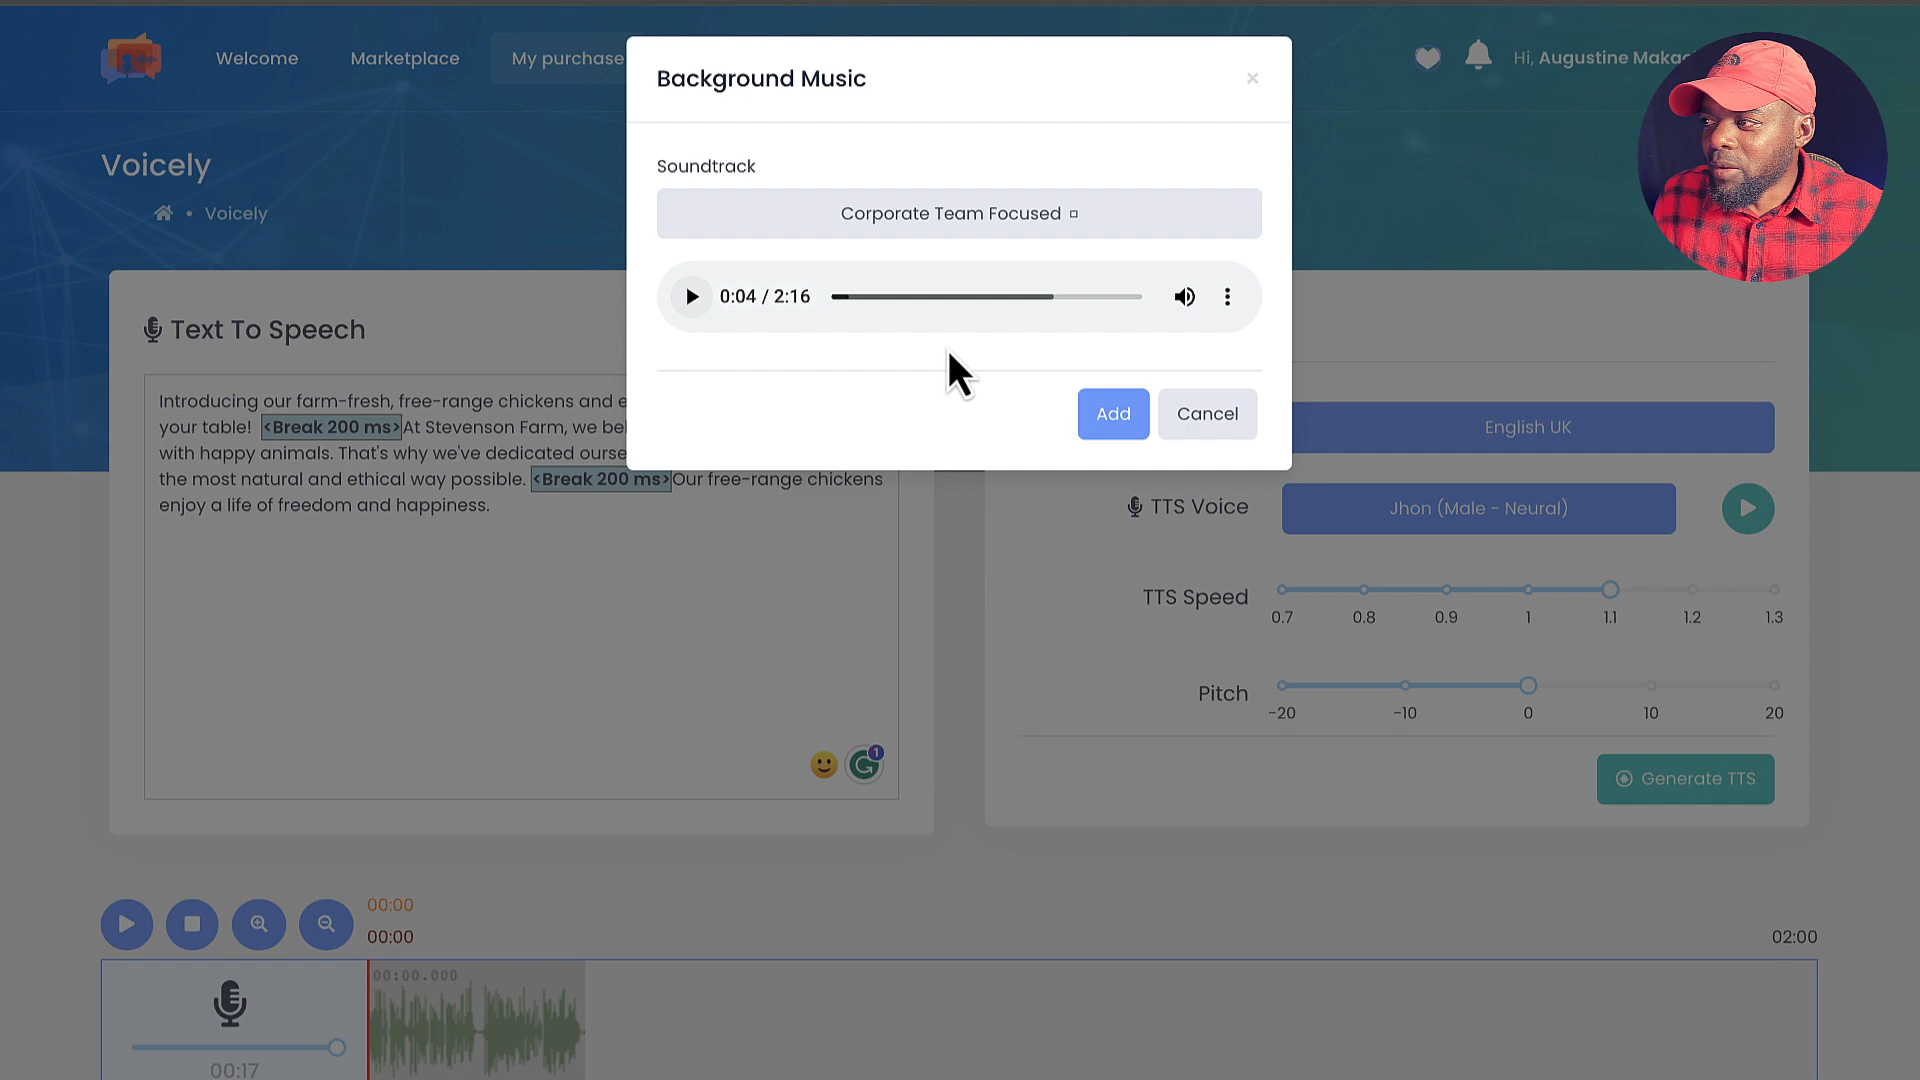 Welcome
Marketplace
My purchase
Hi, Augustine Maka
Background Music
×
Soundtrack
Corporate Team Focused
0:04 / 2:16
Add
Cancel
Voicely
• Voicely
Text To Speech
Introducing our farm-fresh, free-range chickens and e
your table! <Break 200 ms>At Stevenson Farm, we bel
with happy animals. That's why we've dedicated ourse
the most natural and ethical way possible. <Break 200 ms>Our free-range chickens
enjoy a life of freedom and happiness.
1
English UK
TTS Voice
Jhon (Male - Neural)
TTS Speed
0.7 0.8 0.9 1 1.1 1.2 1.3
Pitch
-20 -10 0 10 20
Generate TTS
00:00
00:00
02:00
00:00.000
00:17